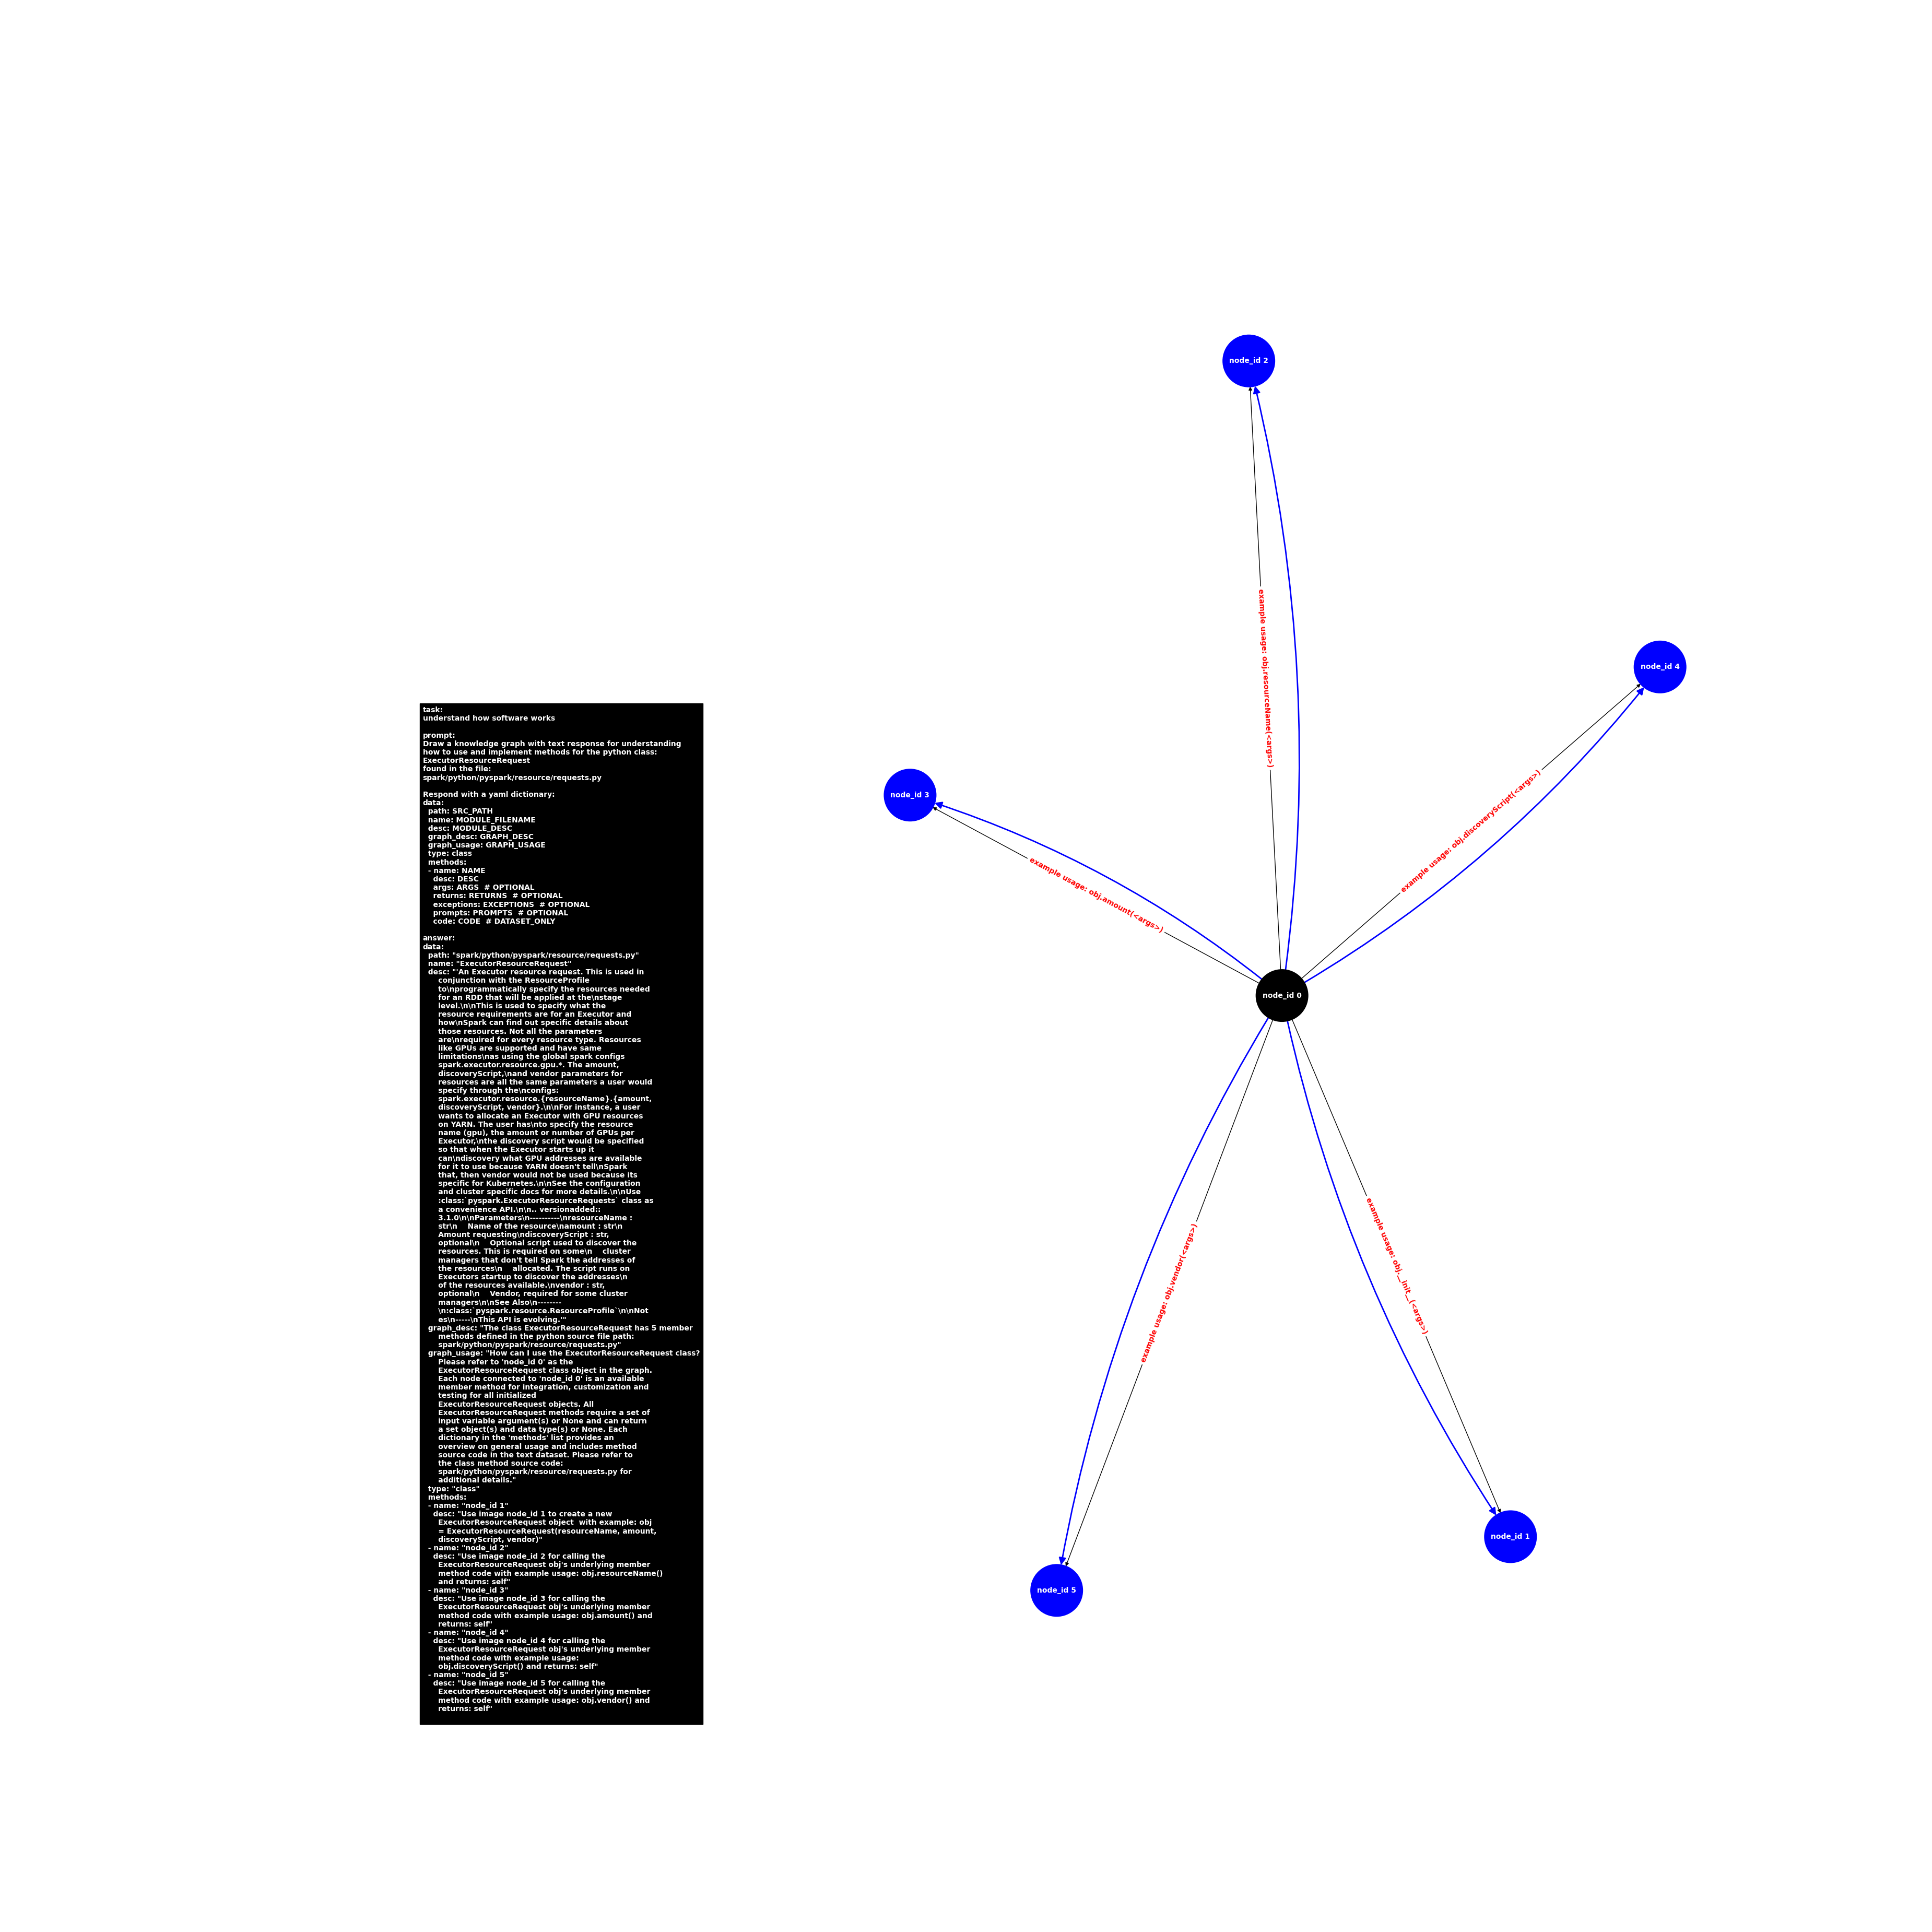 task:
understand how software works

prompt:
Draw a knowledge graph with text response for understanding
how to use and implement methods for the python class:
ExecutorResourceRequest
found in the file:
spark/python/pyspark/resource/requests.py

Respond with a yaml dictionary:
data:
  path: SRC_PATH
  name: MODULE_FILENAME
  desc: MODULE_DESC
  graph_desc: GRAPH_DESC
  graph_usage: GRAPH_USAGE
  type: class
  methods:
  - name: NAME
    desc: DESC
    args: ARGS  # OPTIONAL
    returns: RETURNS  # OPTIONAL
    exceptions: EXCEPTIONS  # OPTIONAL
    prompts: PROMPTS  # OPTIONAL
    code: CODE  # DATASET_ONLY

answer:
data:
  path: "spark/python/pyspark/resource/requests.py"
  name: "ExecutorResourceRequest"
  desc: "'An Executor resource request. This is used in
      conjunction with the ResourceProfile
      to\nprogrammatically specify the resources needed
      for an RDD that will be applied at the\nstage
      level.\n\nThis is used to specify what the
      resource requirements are for an Executor and
      how\nSpark can find out specific details about
      those resources. Not all the parameters
      are\nrequired for every resource type. Resources
      like GPUs are supported and have same
      limitations\nas using the global spark configs
      spark.executor.resource.gpu.*. The amount,
      discoveryScript,\nand vendor parameters for
      resources are all the same parameters a user would
      specify through the\nconfigs:
      spark.executor.resource.{resourceName}.{amount,
      discoveryScript, vendor}.\n\nFor instance, a user
      wants to allocate an Executor with GPU resources
      on YARN. The user has\nto specify the resource
      name (gpu), the amount or number of GPUs per
      Executor,\nthe discovery script would be specified
      so that when the Executor starts up it
      can\ndiscovery what GPU addresses are available
      for it to use because YARN doesn't tell\nSpark
      that, then vendor would not be used because its
      specific for Kubernetes.\n\nSee the configuration
      and cluster specific docs for more details.\n\nUse
      :class:`pyspark.ExecutorResourceRequests` class as
      a convenience API.\n\n.. versionadded::
      3.1.0\n\nParameters\n----------\nresourceName :
      str\n    Name of the resource\namount : str\n
      Amount requesting\ndiscoveryScript : str,
      optional\n    Optional script used to discover the
      resources. This is required on some\n    cluster
      managers that don't tell Spark the addresses of
      the resources\n    allocated. The script runs on
      Executors startup to discover the addresses\n
      of the resources available.\nvendor : str,
      optional\n    Vendor, required for some cluster
      managers\n\nSee Also\n--------
      \n:class:`pyspark.resource.ResourceProfile`\n\nNot
      es\n-----\nThis API is evolving.'"
  graph_desc: "The class ExecutorResourceRequest has 5 member
      methods defined in the python source file path:
      spark/python/pyspark/resource/requests.py"
  graph_usage: "How can I use the ExecutorResourceRequest class?
      Please refer to 'node_id 0' as the
      ExecutorResourceRequest class object in the graph.
      Each node connected to 'node_id 0' is an available
      member method for integration, customization and
      testing for all initialized
      ExecutorResourceRequest objects. All
      ExecutorResourceRequest methods require a set of
      input variable argument(s) or None and can return
      a set object(s) and data type(s) or None. Each
      dictionary in the 'methods' list provides an
      overview on general usage and includes method
      source code in the text dataset. Please refer to
      the class method source code:
      spark/python/pyspark/resource/requests.py for
      additional details."
  type: "class"
  methods:
  - name: "node_id 1"
    desc: "Use image node_id 1 to create a new
      ExecutorResourceRequest object  with example: obj
      = ExecutorResourceRequest(resourceName, amount,
      discoveryScript, vendor)"
  - name: "node_id 2"
    desc: "Use image node_id 2 for calling the
      ExecutorResourceRequest obj's underlying member
      method code with example usage: obj.resourceName()
      and returns: self"
  - name: "node_id 3"
    desc: "Use image node_id 3 for calling the
      ExecutorResourceRequest obj's underlying member
      method code with example usage: obj.amount() and
      returns: self"
  - name: "node_id 4"
    desc: "Use image node_id 4 for calling the
      ExecutorResourceRequest obj's underlying member
      method code with example usage:
      obj.discoveryScript() and returns: self"
  - name: "node_id 5"
    desc: "Use image node_id 5 for calling the
      ExecutorResourceRequest obj's underlying member
      method code with example usage: obj.vendor() and
      returns: self"
node_id 2
example usage: obj.resourceName(<args>)
node_id 4
example usage: obj.discoveryScript(<args>)
node_id 3
example usage: obj.amount(<args>)
node_id 0
example usage: obj.vendor(<args>)
example usage: obj.__init__(<args>)
node_id 1
node_id 5